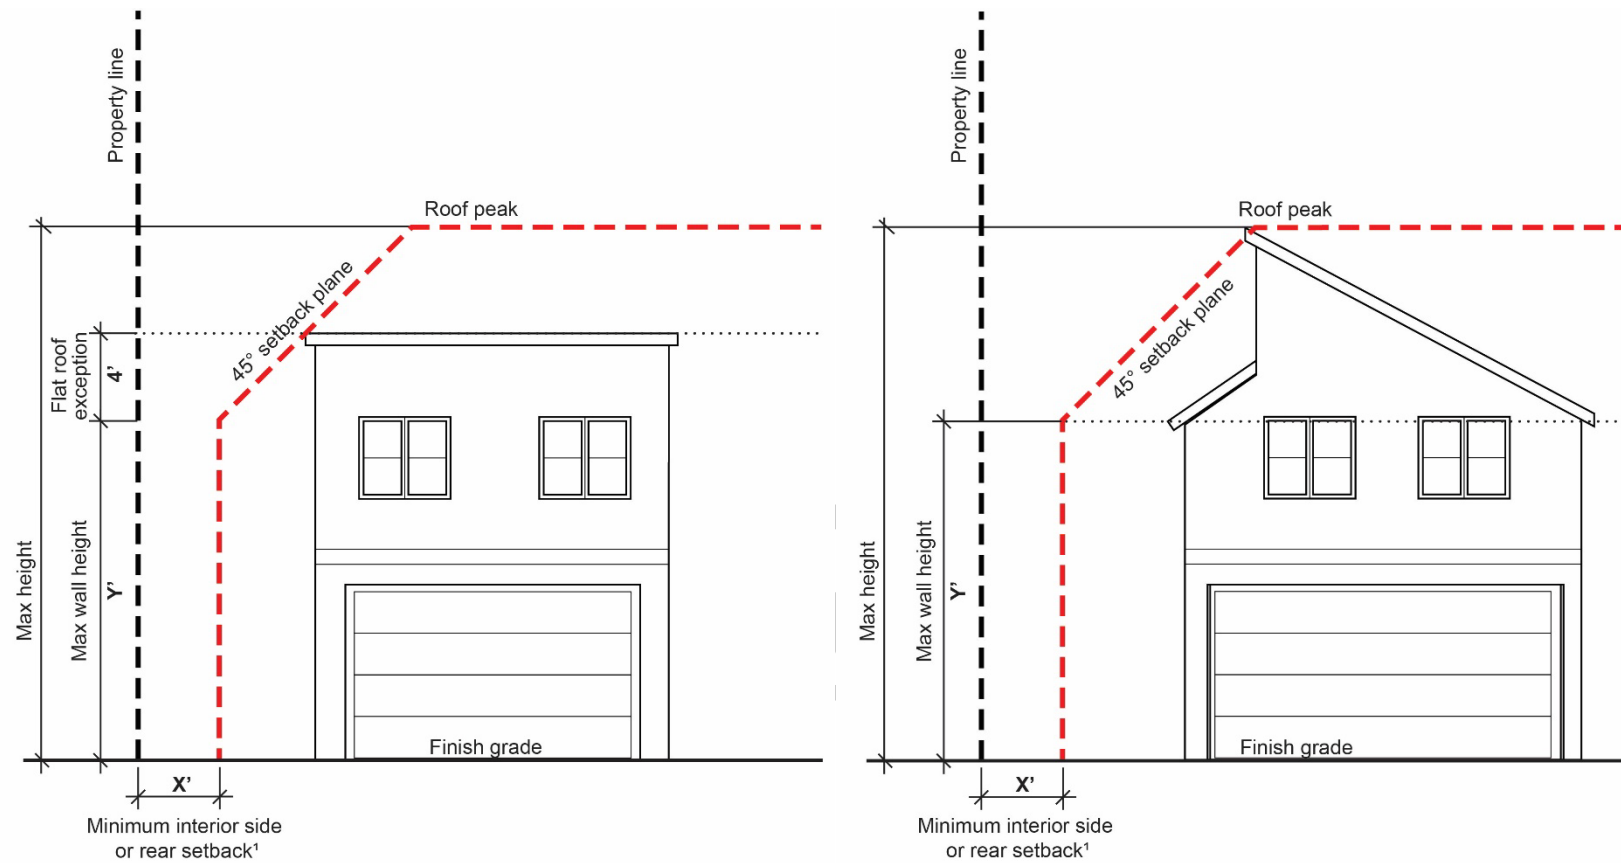 Property line
Roof peak
45° setback plane
Flat roof
exception
4'
Max height
Max wall height
Y'
Finish grade
X'
Minimum interior side
or rear setback¹
Property line
Roof peak
45° setback plane
Max height
Max wall height
Y'
Finish grade
X'
Minimum interior side
or rear setback¹